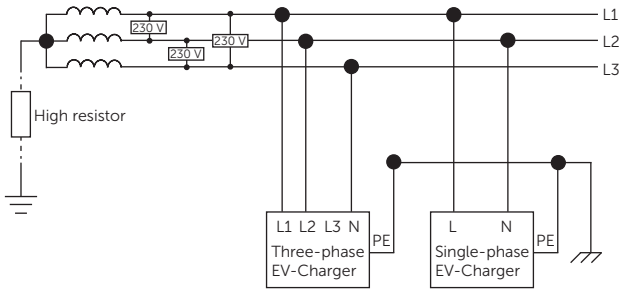 L1
230 V
230 V
L2
230 V
L3
High resistor
L1 L2 L3 N
Three-phase
EV-Charger
PE
L N
Single-phase
EV-Charger
PE